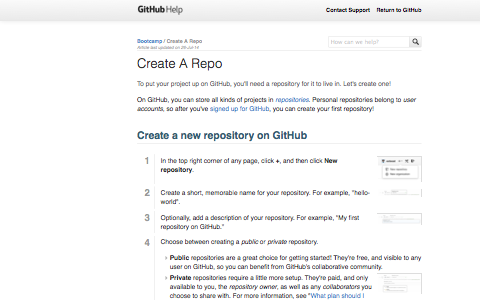 GitHub Help
Contact Support Return to GitHub
Bootcamp / Create A Repo
Article last updated on 29-Jul-14
How can we help?
Create A Repo
To put your project up on GitHub, you'll need a repository for it to live in. Let's create one!
On GitHub, you can store all kinds of projects in repositories. Personal repositories belong to user
accounts, so after you've signed up for GitHub, you can create your first repository!
Create a new repository on GitHub
1 In the top right corner of any page, click +, and then click New
repository.
2 Create a short, memorable name for your repository. For example, "hello-
world".
3 Optionally, add a description of your repository. For example, "My first
repository on GitHub."
4 Choose between creating a public or private repository.
Public repositories are a great choice for getting started! They're free, and visible to any
user on GitHub, so you can benefit from GitHub's collaborative community.
Private repositories require a little more setup. They're paid, and only
available to you, the repository owner, as well as any collaborators you
choose to share with. For more information, see "What plan should I